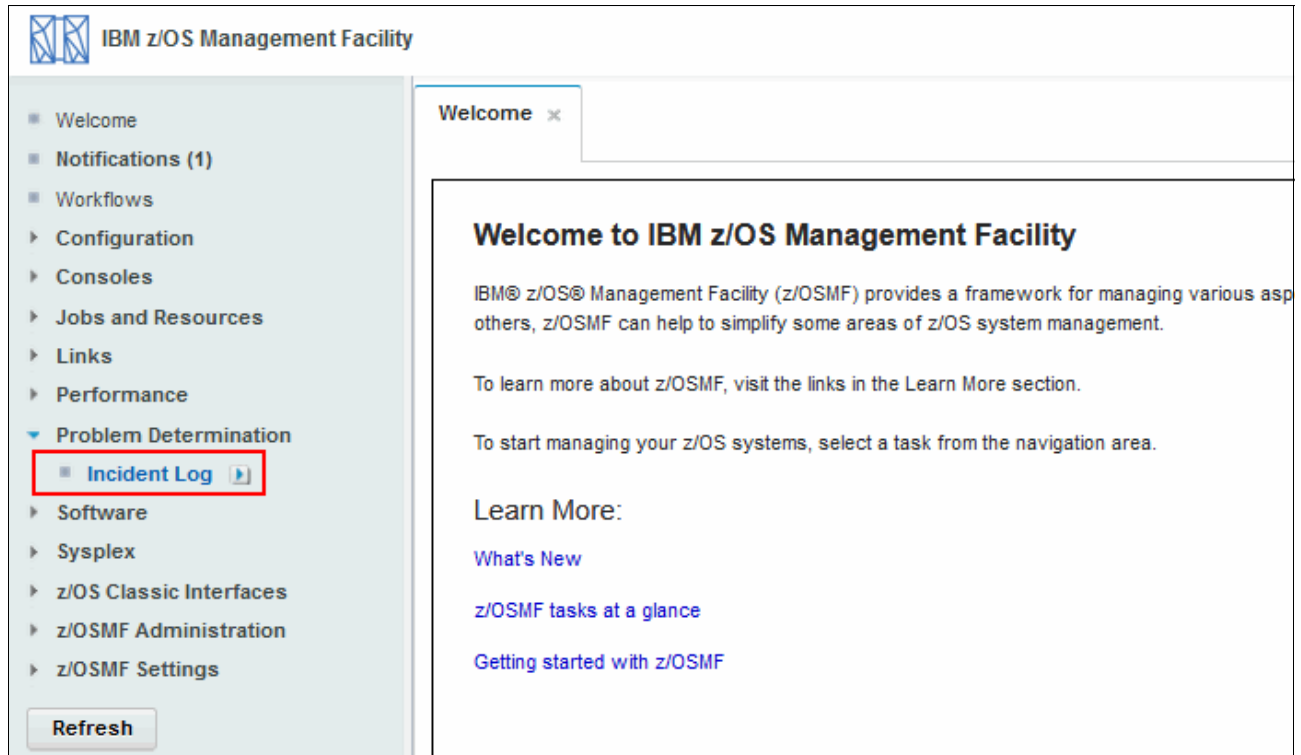 IBM z/OS Management Facility
Welcome
Notifications (1)
Workflows
Configuration
Consoles
Jobs and Resources
Links
Performance
Problem Determination
Incident Log
Software
Sysplex
z/OS Classic Interfaces
z/OSMF Administration
z/OSMF Settings
Refresh
Welcome
Welcome to IBM z/OS Management Facility
IBM® z/OS® Management Facility (z/OSMF) provides a framework for managing various asp
others, z/OSMF can help to simplify some areas of z/OS system management.
To learn more about z/OSMF, visit the links in the Learn More section.
To start managing your z/OS systems, select a task from the navigation area.
Learn More:
What's New
z/OSMF tasks at a glance
Getting started with z/OSMF